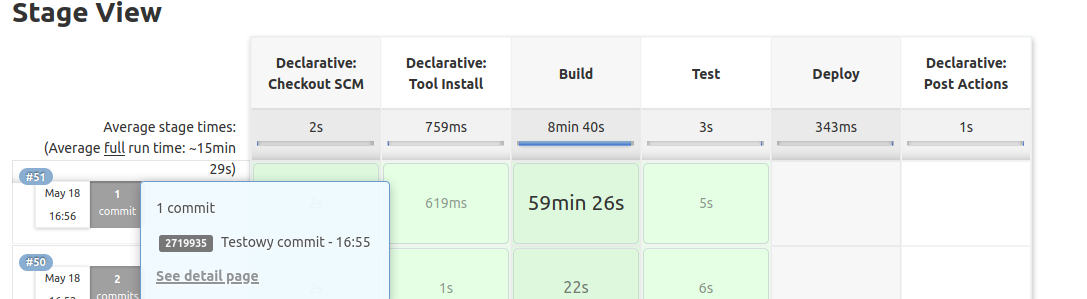 Stage View
Declarative: Checkout SCM
Declarative: Tool Install
Build
Test
Deploy
Declarative: Post Actions
Average stage times:
(Average full run time: ~15min 29s)
2s
759ms
8min 40s
3s
343ms
1s
#51
May 18
16:56
1
commit
1 commit
2719935 Testowy commit - 16:55
See detail page
619ms
59min 26s
5s
#50
May 18
2
commits
1s
22s
6s